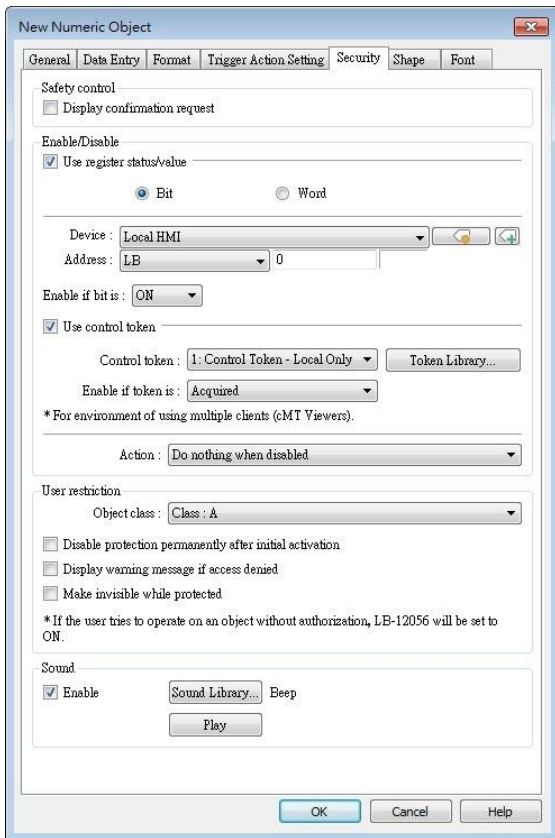 New Numeric Object
General Data Entry Format Trigger Action Setting Security Shape Font
Safety control
Display confirmation request
Enable/Disable
Use register status/value
Bit Word
Device : Local HMI
Address : LB 0
Enable if bit is : ON
Use control token
Control token : 1: Control Token - Local Only Token Library...
Enable if token is : Acquired
* For environment of using multiple clients (cMT Viewers).
Action : Do nothing when disabled
User restriction
Object class : Class : A
Disable protection permanently after initial activation
Display warning message if access denied
Make invisible while protected
* If the user tries to operate on an object without authorization, LB-12056 will be set to
ON.
Sound
Enable Sound Library... Beep
Play
OK Cancel Help